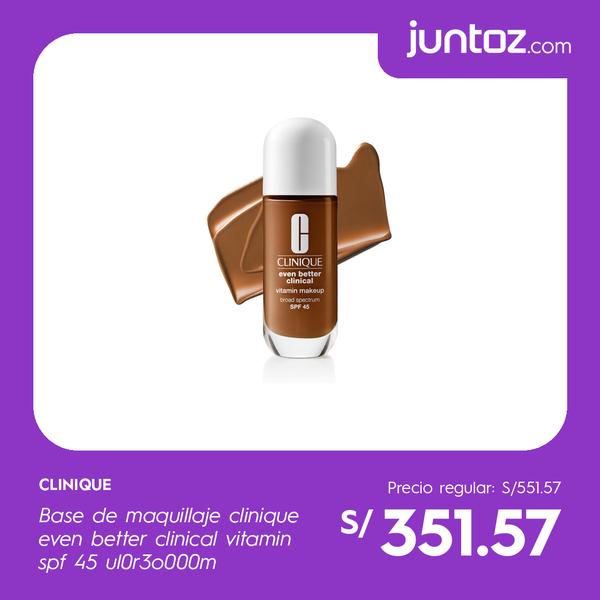 juntoz.com
C
CLINIQUE
even better
clinical
vitamin makeup
broad spectrum
SPF 45
CLINIQUE
Base de maquillaje clinique
even better clinical vitamin
spf 45 ul0r3o000m
Precio regular: S/551.57
S/ 351.57